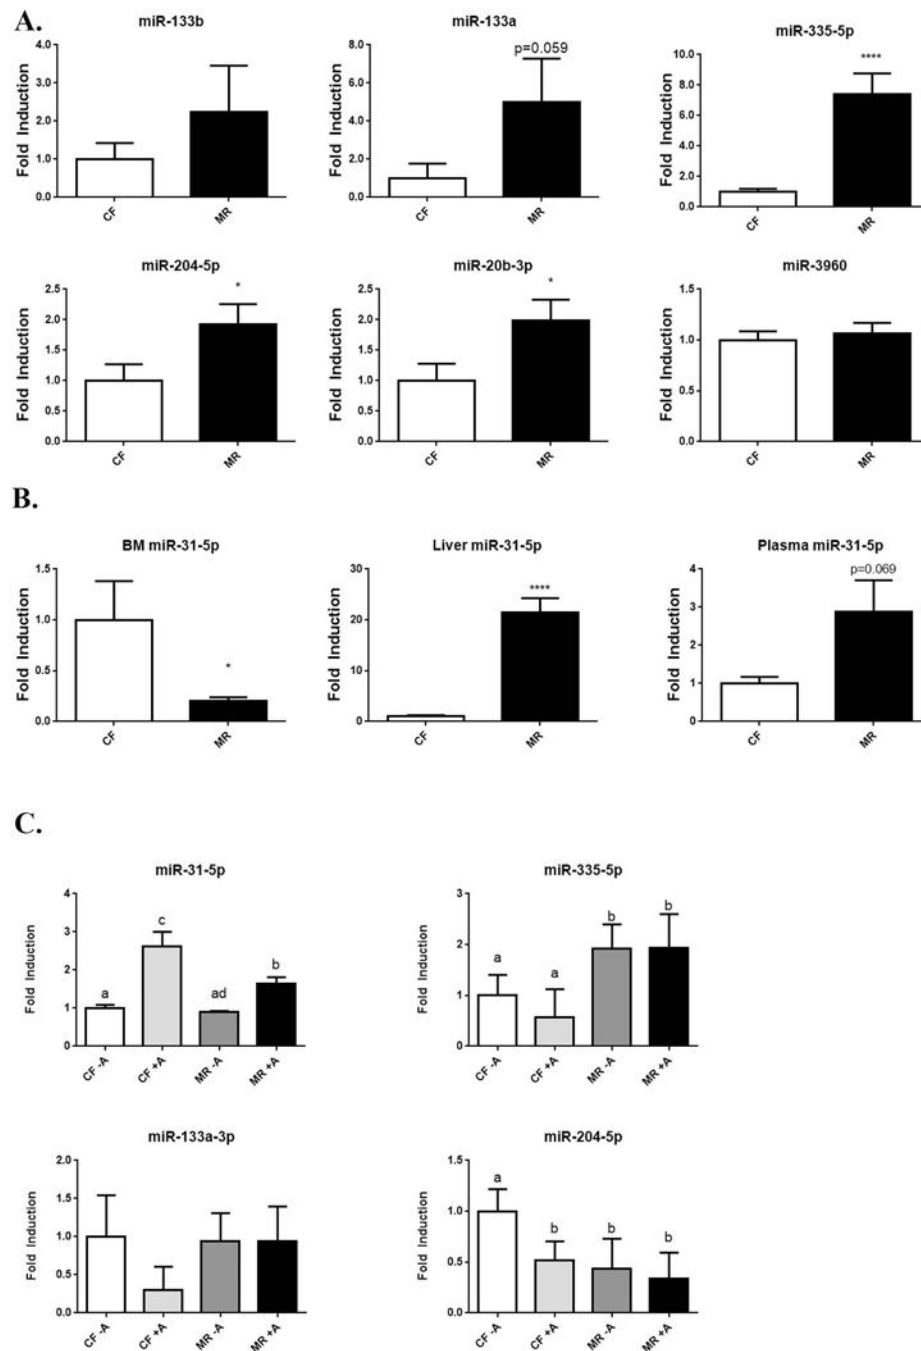 A.
miR-133b
Fold Induction
4.0
3.0
2.0
1.0
0.0
CF
MR
miR-133a
Fold Induction
8.0
6.0
4.0
2.0
0.0
p=0.059
CF
MR
miR-335-5p
Fold Induction
10.0
8.0
6.0
4.0
2.0
0.0
****
CF
MR
miR-204-5p
Fold Induction
2.5
2.0
1.5
1.0
0.5
0.0
*
CF
MR
miR-20b-3p
Fold Induction
2.5
2.0
1.5
1.0
0.5
0.0
*
CF
MR
miR-3960
Fold Induction
1.5
1.0
0.5
0.0
CF
MR
B.
BM miR-31-5p
Fold Induction
1.5
1.0
0.5
0.0
*
CF
MR
Liver miR-31-5p
Fold Induction
30
20
10
0
****
CF
MR
Plasma miR-31-5p
Fold Induction
4
3
2
1
0
p=0.069
CF
MR
C.
miR-31-5p
Fold Induction
4
3
2
1
0
a
c
ad
b
CF -A
CF +A
MR -A
MR +A
miR-335-5p
Fold Induction
3
2
1
0
a
a
b
b
CF -A
CF +A
MR -A
MR +A
miR-133a-3p
Fold Induction
2.0
1.5
1.0
0.5
0.0
CF -A
CF +A
MR -A
MR +A
miR-204-5p
Fold Induction
1.5
1.0
0.5
0.0
a
b
b
b
CF -A
CF +A
MR -A
MR +A